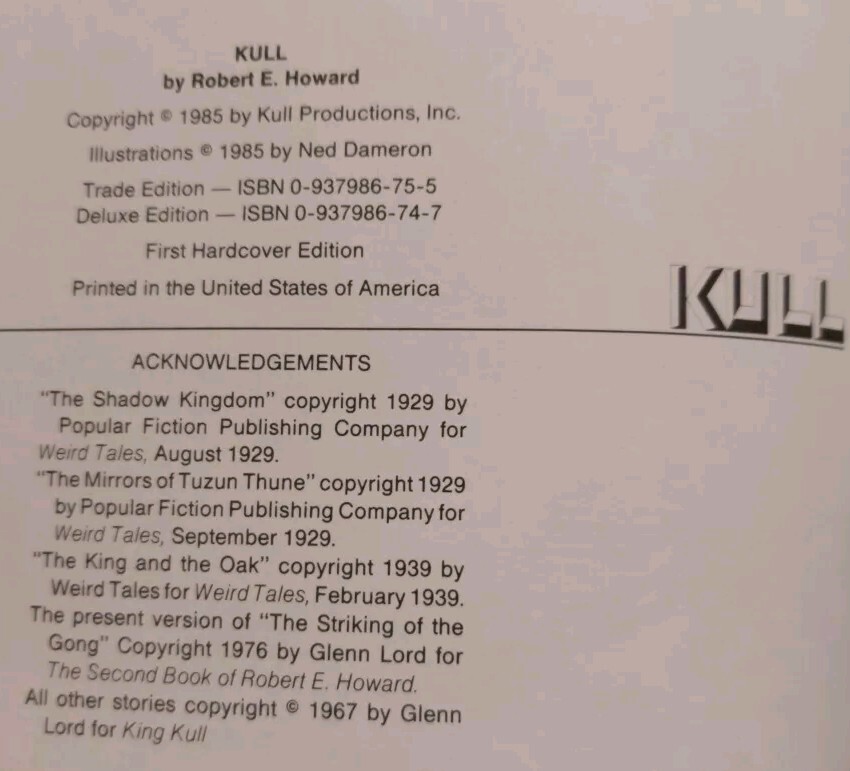 KULL
by Robert E. Howard
Copyright © 1985 by Kull Productions, Inc.
Illustrations © 1985 by Ned Dameron
Trade Edition — ISBN 0-937986-75-5
Deluxe Edition — ISBN 0-937986-74-7
First Hardcover Edition
Printed in the United States of America
KULL
ACKNOWLEDGEMENTS
"The Shadow Kingdom" copyright 1929 by
Popular Fiction Publishing Company for
Weird Tales, August 1929.
"The Mirrors of Tuzun Thune" copyright 1929
by Popular Fiction Publishing Company for
Weird Tales, September 1929.
"The King and the Oak" copyright 1939 by
Weird Tales for Weird Tales, February 1939.
The present version of "The Striking of the
Gong" Copyright 1976 by Glenn Lord for
The Second Book of Robert E. Howard.
All other stories copyright © 1967 by Glenn
Lord for King Kull